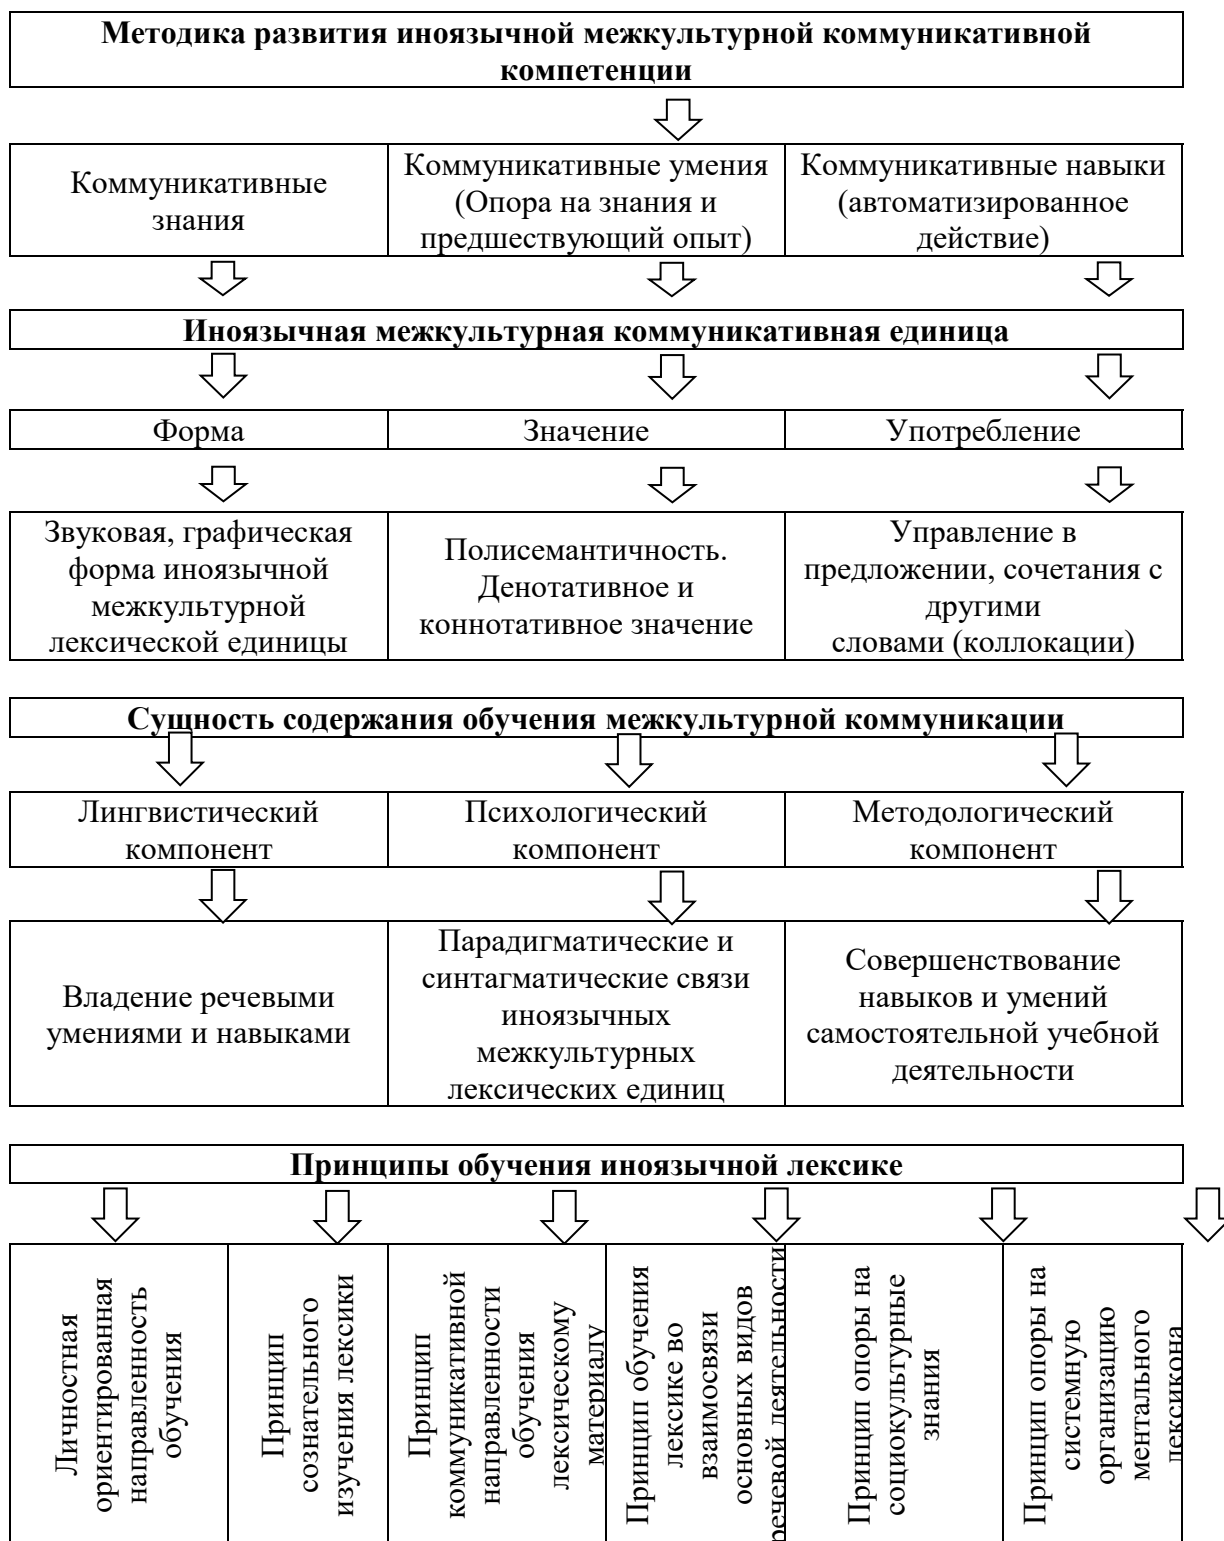 Методика развития иноязычной межкультурной коммуникативной
компетенции
Коммуникативные
знания
Коммуникативные умения
(Опора на знания и
предшествующий опыт)
Коммуникативные навыки
(автоматизированное
действие)
Иноязычная межкультурная коммуникативная единица
Форма
Значение
Употребление
Звуковая, графическая
форма иноязычной
межкультурной
лексической единицы
Полисемантичность.
Денотативное и
коннотативное значение
Управление в
предложении, сочетания с
другими
словами (коллокации)
Сущность содержания обучения межкультурной коммуникации
Лингвистический
компонент
Психологический
компонент
Методологический
компонент
Владение речевыми
умениями и навыками
Парадигматические и
синтагматические связи
иноязычных
межкультурных
лексических единиц
Совершенствование
навыков и умений
самостоятельной учебной
деятельности
Принципы обучения иноязычной лексике
Личностная
ориентированная
направленность
обучения
Принцип
сознательного
изучения лексики
Принцип
коммуникативной
направленности
обучения
лексическому
материалу
Принцип обучения
лексике во
взаимосвязи
основных видов
речевой деятельности
Принцип опоры на
социокультурные
знания
Принцип опоры на
системную
организацию
ментального
лексикона